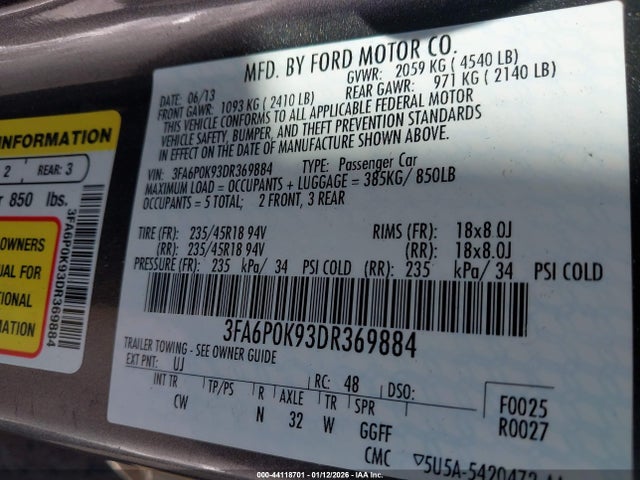 MFD. BY FORD MOTOR CO.
DATE: 06/13
GVWR: 2059 KG (4540 LB)
FRONT GAWR: 1093 KG (2410 LB)
REAR GAWR: 971 KG (2140 LB)
THIS VEHICLE CONFORMS TO ALL APPLICABLE FEDERAL MOTOR
VEHICLE SAFETY, BUMPER, AND THEFT PREVENTION STANDARDS
IN EFFECT ON THE DATE OF MANUFACTURE SHOWN ABOVE.
VIN: 3FA6P0K93DR369884 TYPE: Passenger Car
MAXIMUM LOAD = OCCUPANTS + LUGGAGE = 385KG/ 850LB
OCCUPANTS = 5 TOTAL; 2 FRONT, 3 REAR
TIRE (FR): 235/45R18 94V RIMS (FR): 18x8.0J
(RR): 235/45R18 94V (RR): 18x8.0J
PRESSURE (FR): 235 kPa/ 34 PSI COLD (RR): 235 kPa/ 34 PSI COLD
3FA6P0K93DR369884
TRAILER TOWING - SEE OWNER GUIDE
EXT PNT: UJ RC: 48 DSO:
INT TR TP/PS R AXLE TR SPR
CW N 32 W GGFF
F0025
R0027
CMC
INFORMATION
2 REAR: 3
850 lbs.
OWNERS
UAL FOR
TIONAL
MATION
3FA6P0K93DR369884
000-44118701 - 01/12/2026 - IAA Inc.